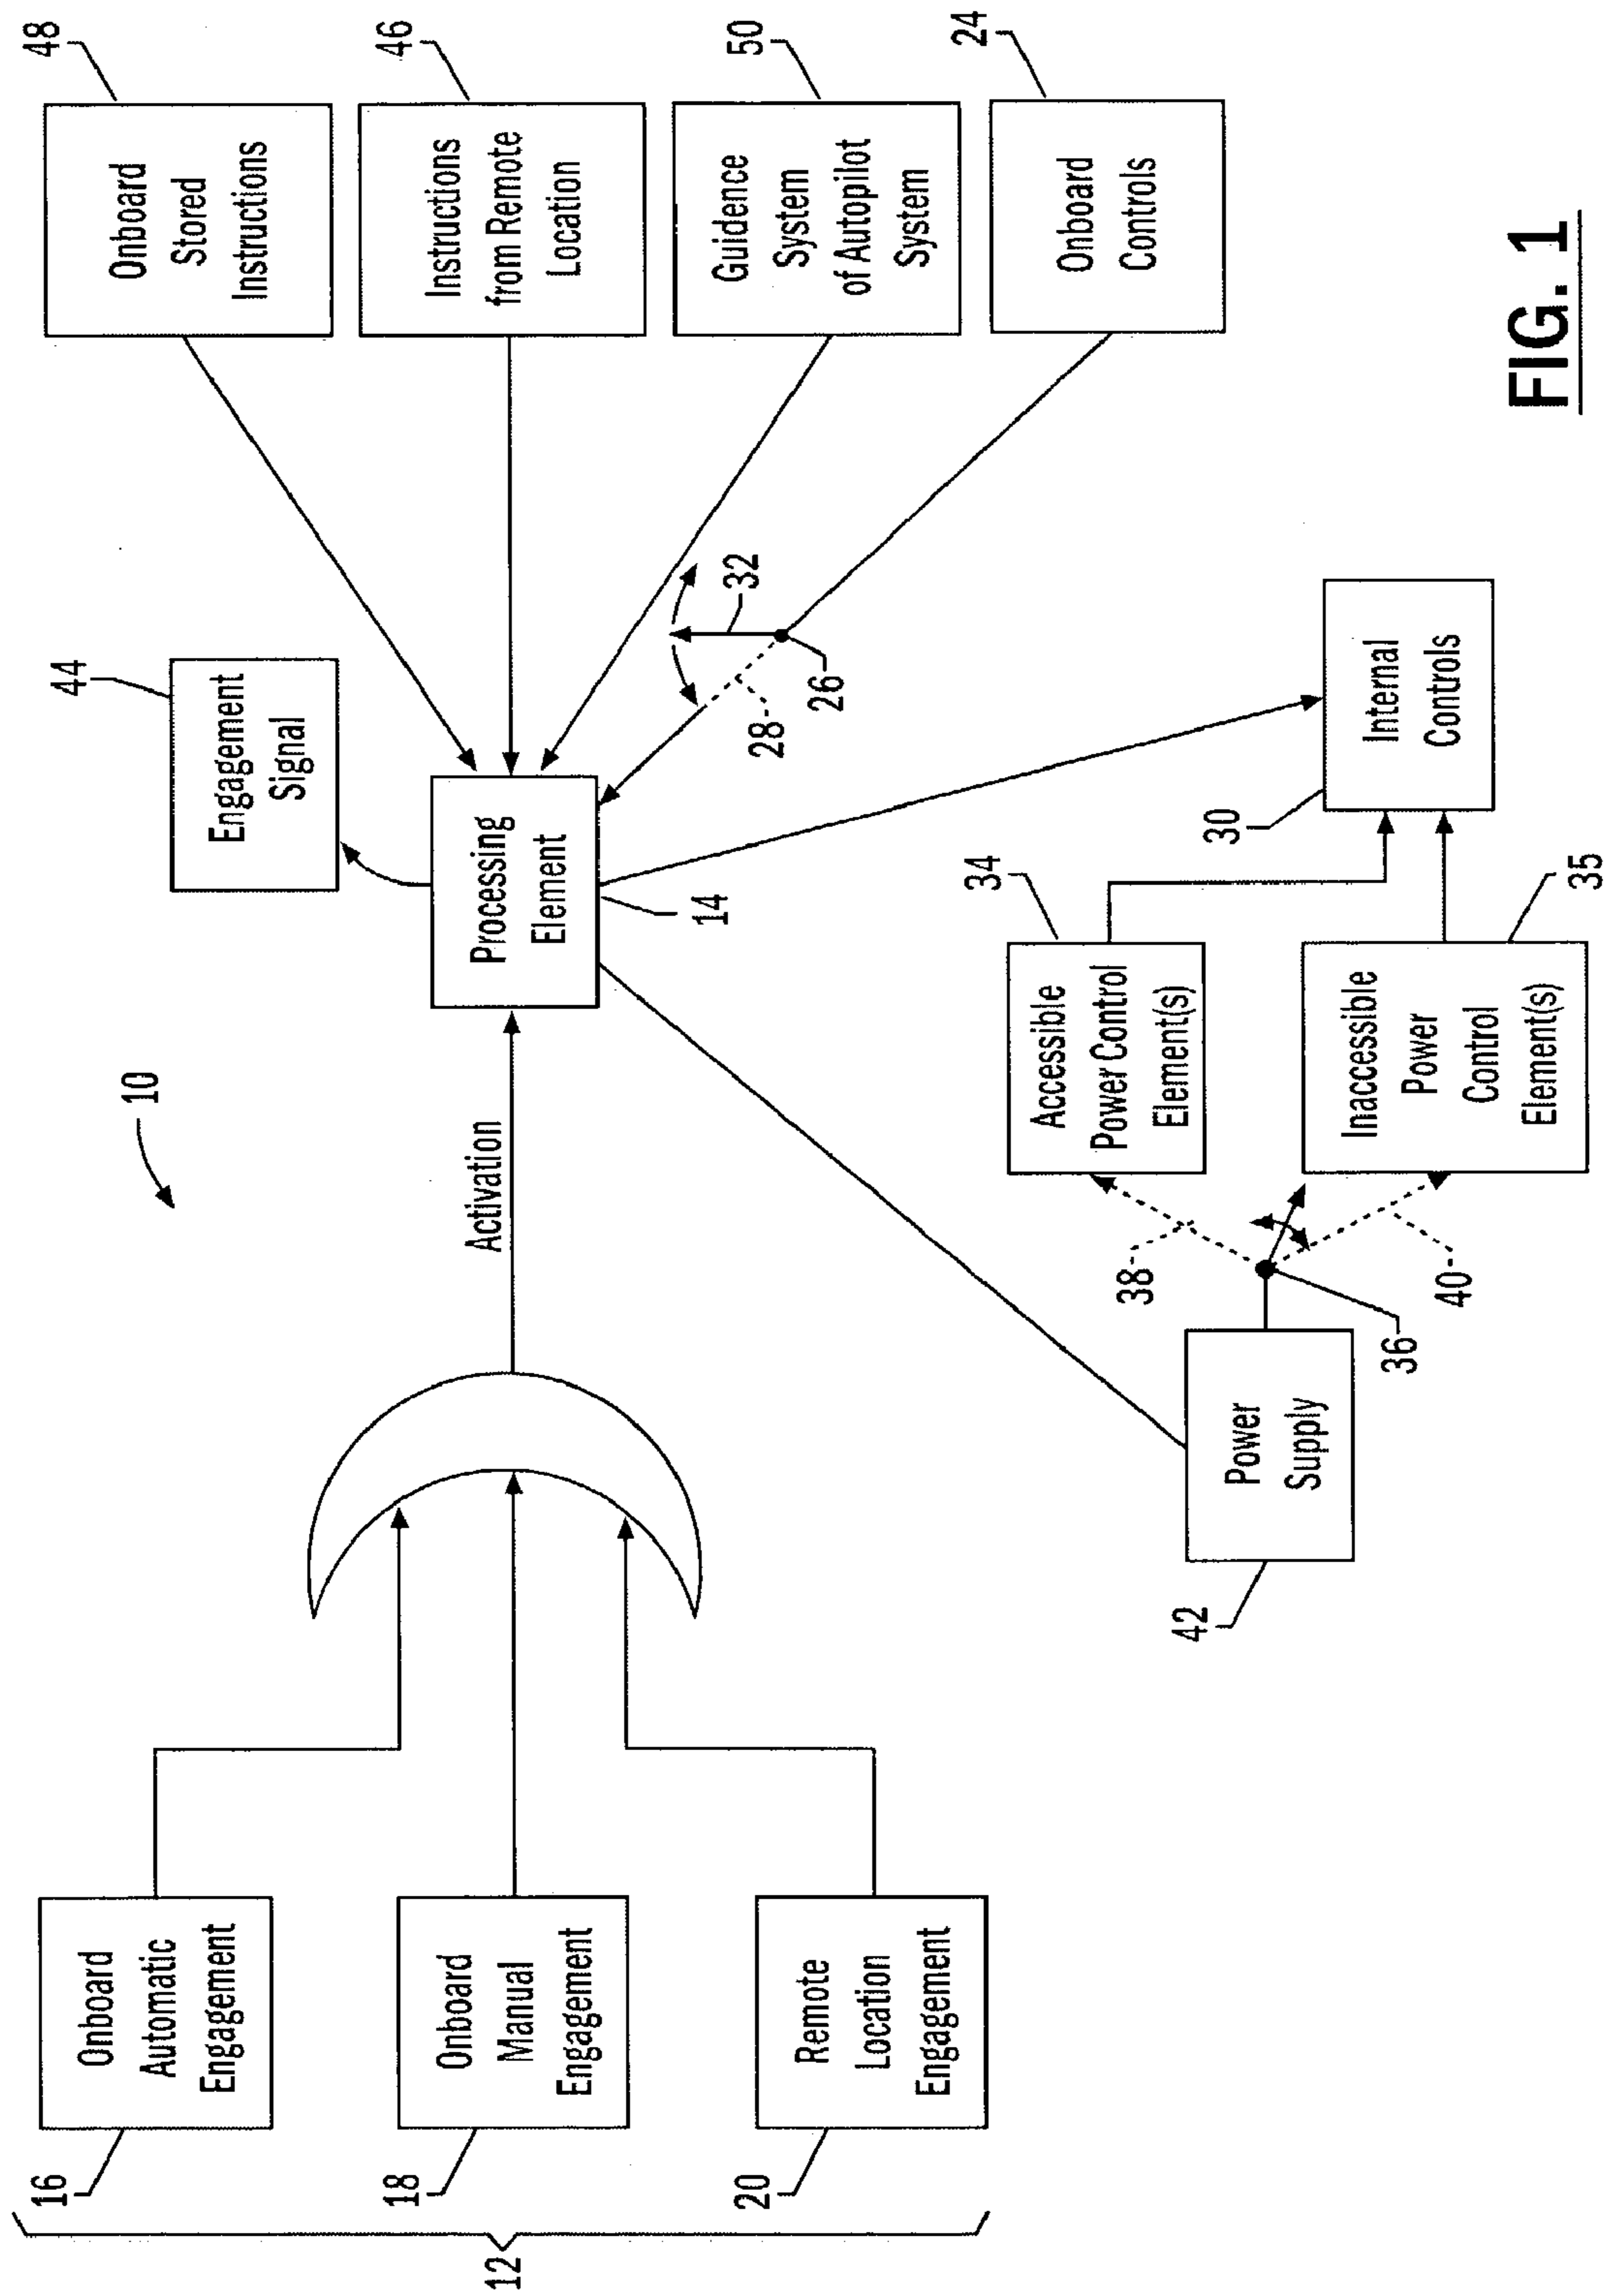 10
12
16
Onboard
Automatic
Engagement
18
Onboard
Manual
Engagement
20
Remote
Location
Engagement
Activation
Processing
Element
14
44
Engagement
Signal
48
Onboard
Stored
Instructions
46
Instructions
from Remote
Location
50
Guidence
System
of Autopilot
System
24
Onboard
Controls
32
26
28
42
Power
Supply
36
38
40
34
Accessible
Power Control
Element(s)
35
Inaccessible
Power
Control
Element(s)
30
Internal
Controls
FIG. 1